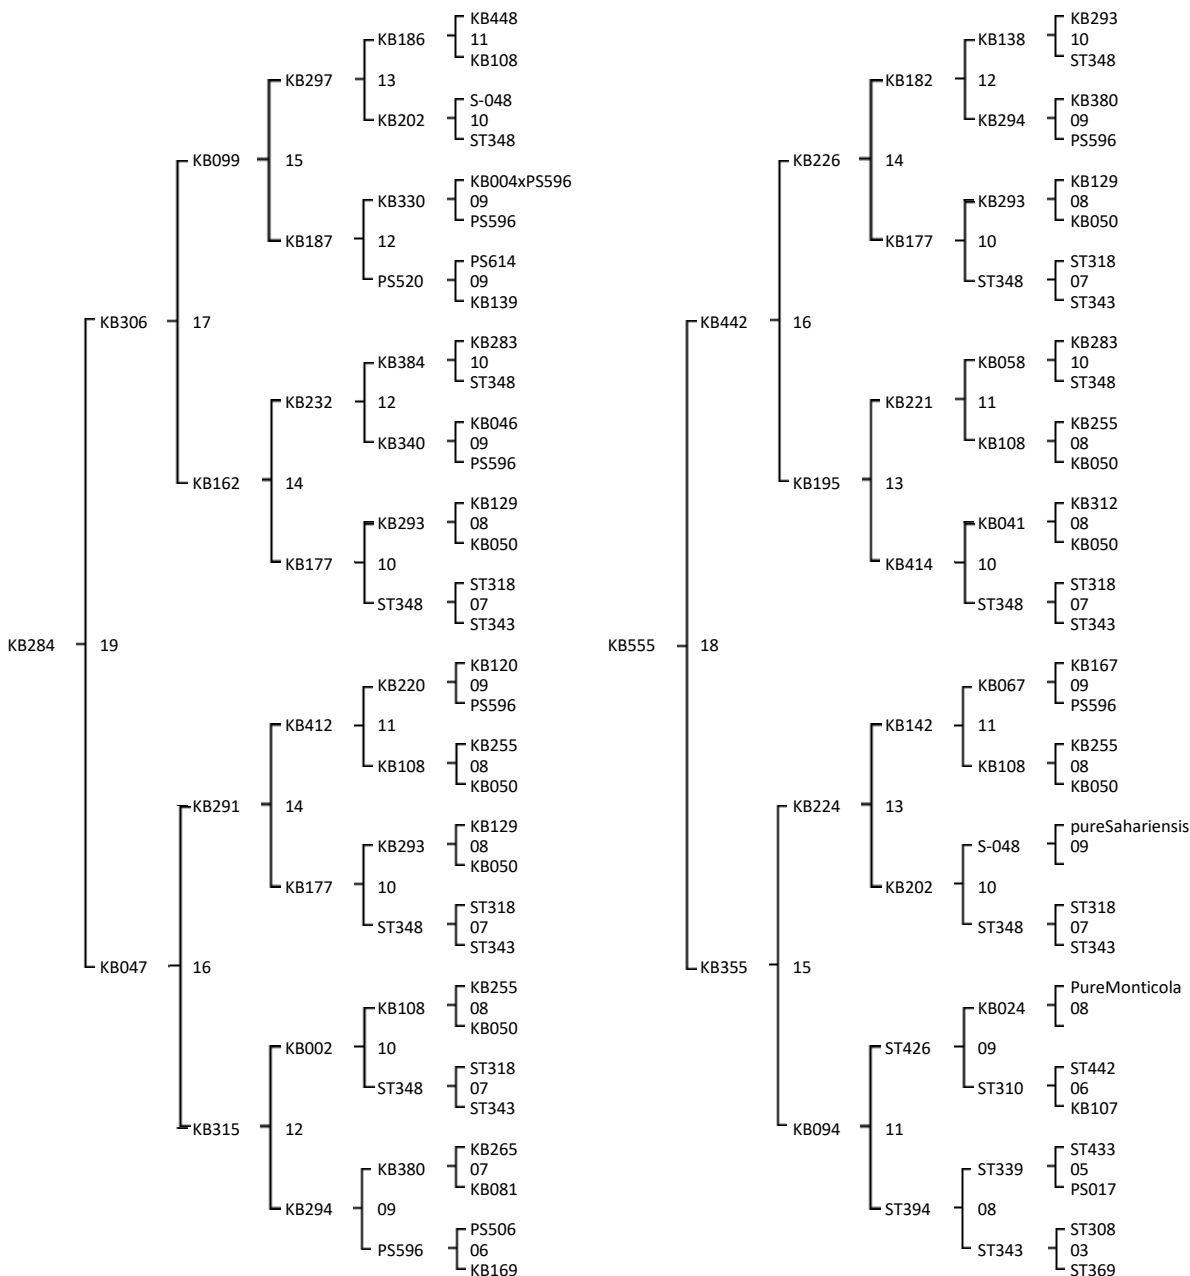 KB448
KB186
11
KB108
KB297
13
S-048
KB202
10
ST348
KB099
15
KB004xPS596
KB330
09
PS596
KB187
12
PS614
PS520
09
KB139
KB306
17
KB283
KB384
10
ST348
KB232
12
KB046
KB340
09
PS596
KB162
14
KB129
KB293
08
KB050
KB177
10
ST318
ST348
07
ST343
KB284
19
KB120
KB220
09
PS596
KB412
11
KB255
KB108
08
KB050
KB291
14
KB129
KB293
08
KB050
KB177
10
ST318
ST348
07
ST343
KB047
16
KB255
KB108
08
KB050
KB002
10
ST318
ST348
07
ST343
KB315
12
KB265
KB380
07
KB081
KB294
09
PS506
PS596
06
KB169
KB293
KB138
10
ST348
KB182
12
KB380
KB294
09
PS596
KB226
14
KB129
KB293
08
KB050
KB177
10
ST318
ST348
07
ST343
KB442
16
KB283
KB058
10
ST348
KB221
11
KB255
KB108
08
KB050
KB195
13
KB312
KB041
08
KB050
KB414
10
ST318
ST348
07
ST343
KB555
18
KB167
KB067
09
PS596
KB142
11
KB255
KB108
08
KB050
KB224
13
pureSahariensis
S-048
09
KB202
10
ST318
ST348
07
ST343
KB355
15
PureMonticola
KB024
08
ST426
09
ST442
ST310
06
KB107
KB094
11
ST433
ST339
05
PS017
ST394
08
ST308
ST343
03
ST369